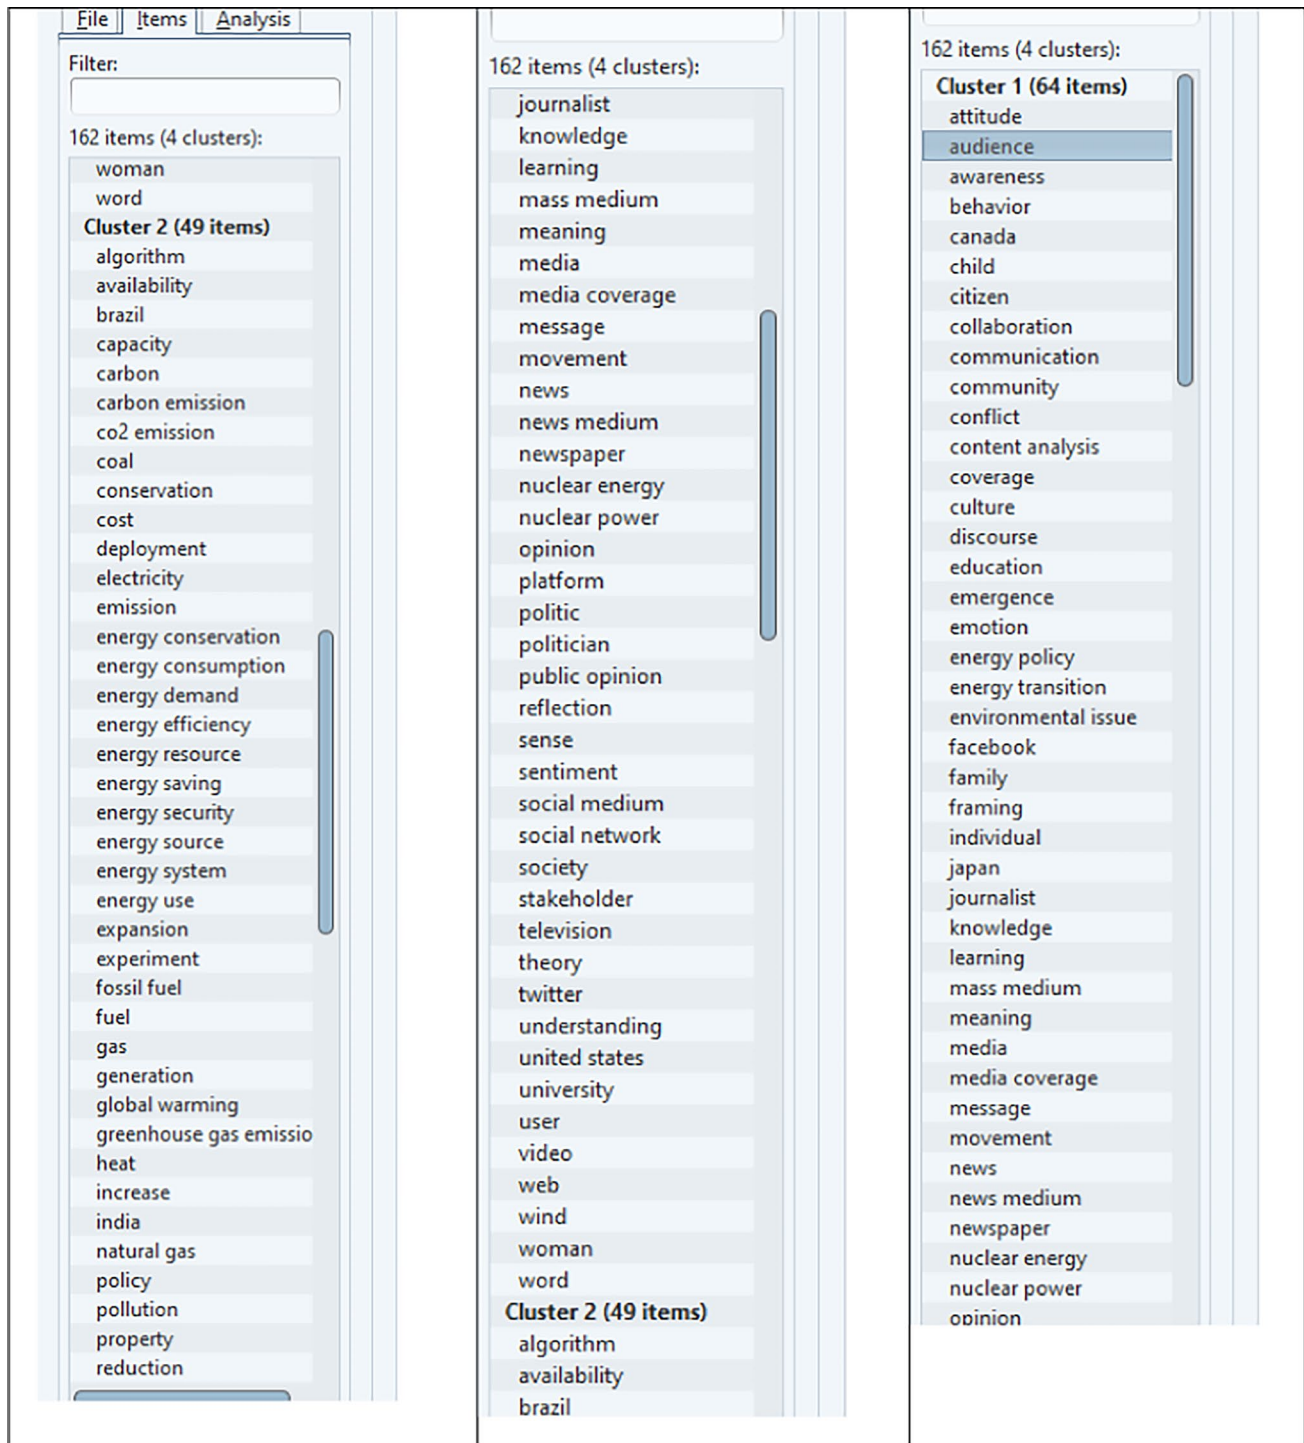 File Items Analysis
Filter:
162 items (4 clusters):
woman
word
Cluster 2 (49 items)
algorithm
availability
brazil
capacity
carbon
carbon emission
co2 emission
coal
conservation
cost
deployment
electricity
emission
energy conservation
energy consumption
energy demand
energy efficiency
energy resource
energy saving
energy security
energy source
energy system
energy use
expansion
experiment
fossil fuel
fuel
gas
generation
global warming
greenhouse gas emissio
heat
increase
india
natural gas
policy
pollution
property
reduction
162 items (4 clusters):
journalist
knowledge
learning
mass medium
meaning
media
media coverage
message
movement
news
news medium
newspaper
nuclear energy
nuclear power
opinion
platform
politic
politician
public opinion
reflection
sense
sentiment
social medium
social network
society
stakeholder
television
theory
twitter
understanding
united states
university
user
video
web
wind
woman
word
Cluster 2 (49 items)
algorithm
availability
brazil
162 items (4 clusters):
Cluster 1 (64 items)
attitude
audience
awareness
behavior
canada
child
citizen
collaboration
communication
community
conflict
content analysis
coverage
culture
discourse
education
emergence
emotion
energy policy
energy transition
environmental issue
facebook
family
framing
individual
japan
journalist
knowledge
learning
mass medium
meaning
media
media coverage
message
movement
news
news medium
newspaper
nuclear energy
nuclear power
opinion